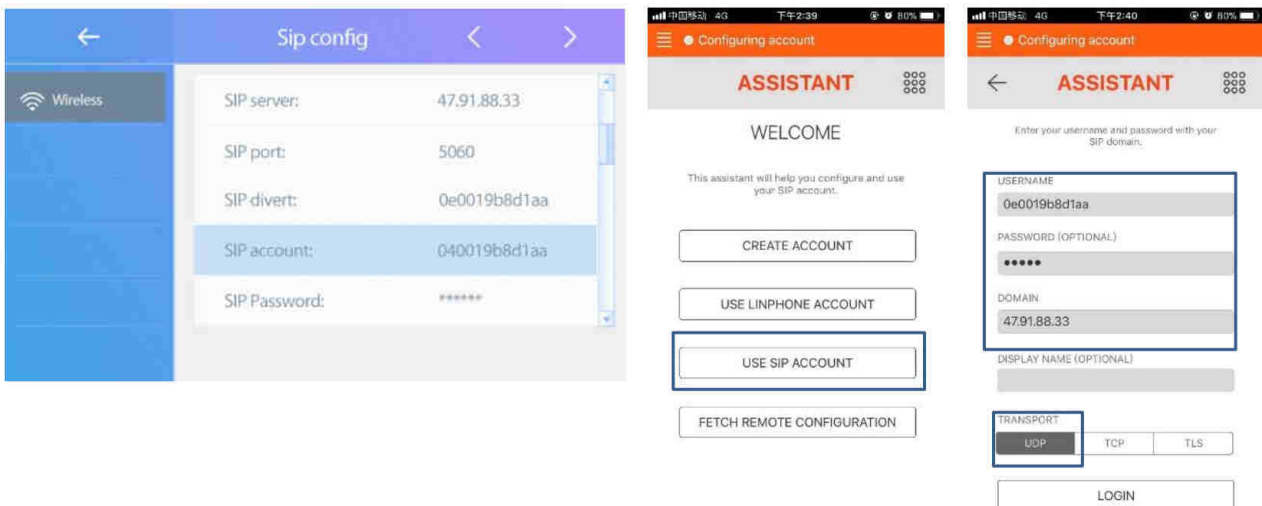 Sip config
Wireless
SIP server: 47.91.88.33
SIP port: 5060
SIP divert: 0e0019b8d1aa
SIP account: 040019b8d1aa
SIP Password: ******
中国移动 4G 下午2:39 80%
Configuring account
ASSISTANT
WELCOME
This assistant will help you configure and use
your SIP account.
CREATE ACCOUNT
USE LINPHONE ACCOUNT
USE SIP ACCOUNT
FETCH REMOTE CONFIGURATION
中国移动 4G 下午2:40 80%
Configuring account
ASSISTANT
Enter your username and password with your
SIP domain.
USERNAME
0e0019b8d1aa
PASSWORD (OPTIONAL)
●●●●●
DOMAIN
47.91.88.33
DISPLAY NAME (OPTIONAL)
TRANSPORT
UDP TCP TLS
LOGIN